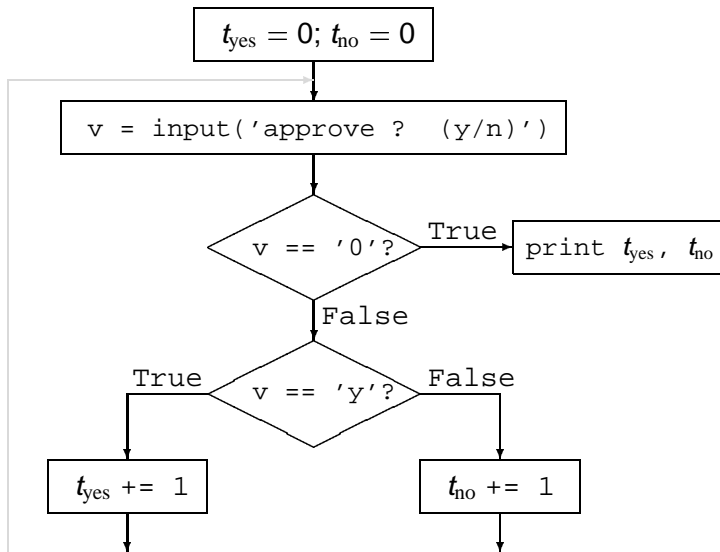 t_yes = 0; t_no = 0
v = input('approve ? (y/n)')
v == '0'?
True
print t_yes, t_no
False
True
v == 'y'?
False
t_yes += 1
t_no += 1